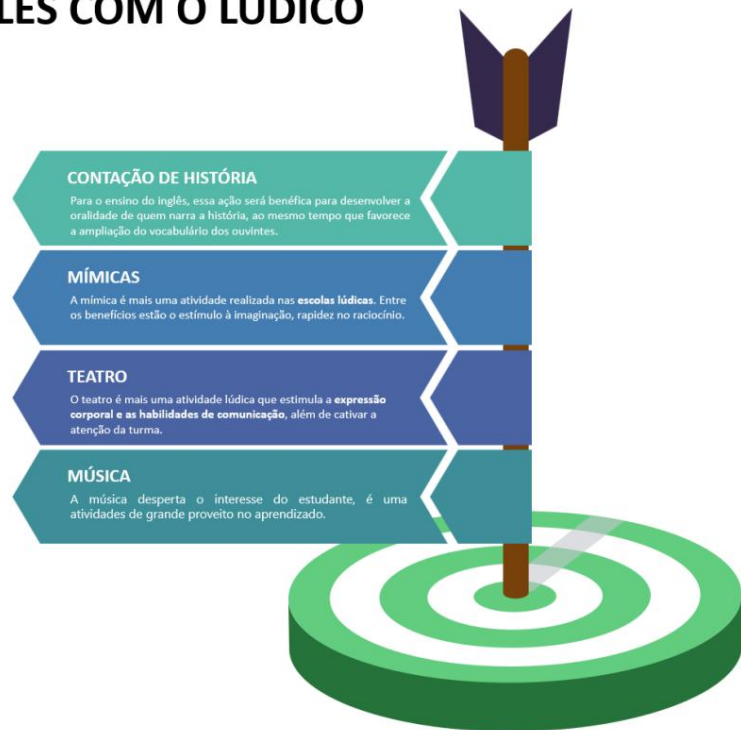 LES COM O LÚDICO
CONTAÇÃO DE HISTÓRIA
Para o ensino do inglês, essa ação será benéfica para desenvolver a
oralidade de quem narra a história, ao mesmo tempo que favorece
a ampliação do vocabulário dos ouvintes.
MÍMICAS
A mímica é mais uma atividade realizada nas escolas lúdicas. Entre
os benefícios estão o estímulo à imaginação, rapidez no raciocínio.
TEATRO
O teatro é mais uma atividade lúdica que estimula a expressão
corporal e as habilidades de comunicação, além de cativar a
atenção da turma.
MÚSICA
A música desperta o interesse do estudante, é uma
atividades de grande proveito no aprendizado.